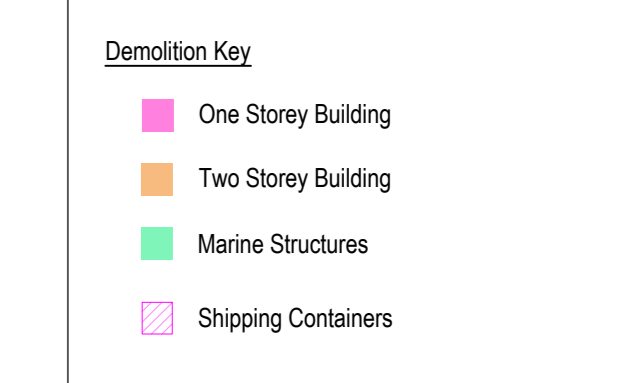 Demolition Key
One Storey Building
Two Storey Building
Marine Structures
Shipping Containers